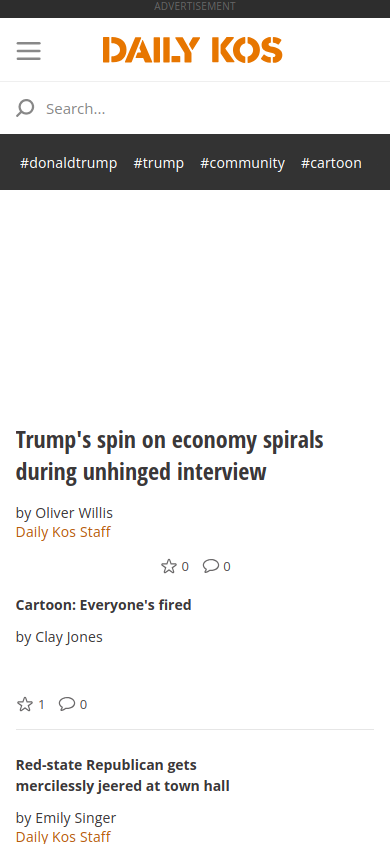 ADVERTISEMENT
DAILY KOS
Search...
#donaldtrump #trump #community #cartoon
Trump's spin on economy spirals
during unhinged interview
by Oliver Willis
Daily Kos Staff
0 0
Cartoon: Everyone's fired
by Clay Jones
1 0
Red-state Republican gets
mercilessly jeered at town hall
by Emily Singer
Daily Kos Staff